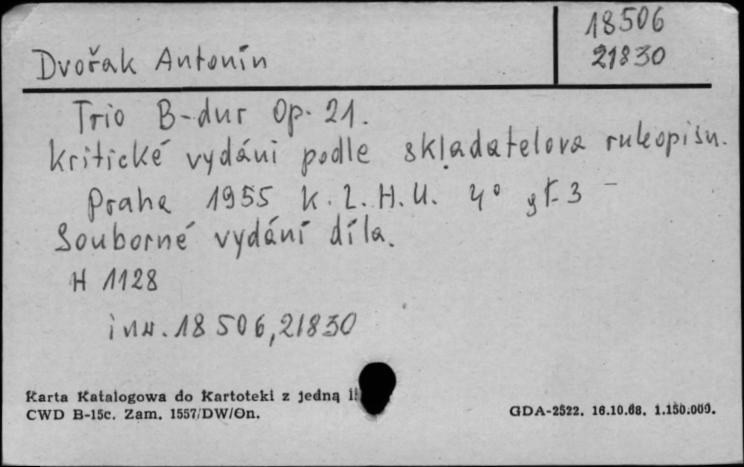 18506
21830
Dvořak Antonín
Trio B-dur Op. 21.
kritické vydáni podle skladatelova rukopisu.
Praha 1955 K. L. H. U. 4° gł. 3 -
Souborné vydání díla.
H 1128
inw. 18 506, 21830
Karta Katalogowa do Kartoteki z jedną
CWD B-15c. Zam. 1557/DW/On.
GDA-2522. 16.10.68. 1.150.000.